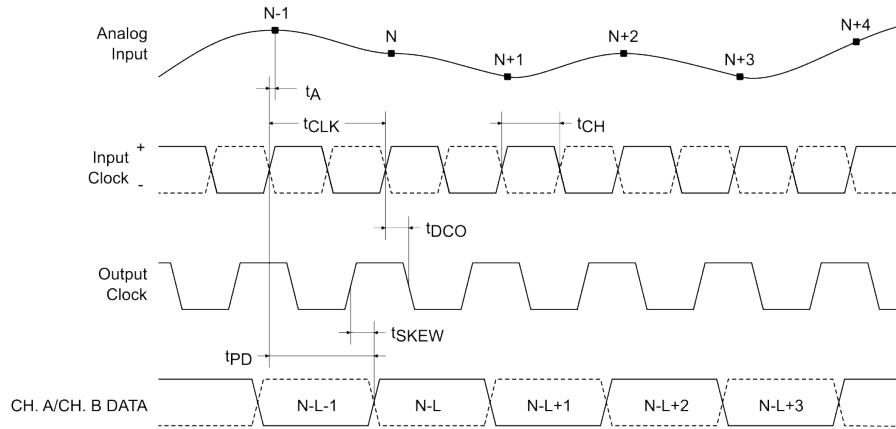 N-1
N
N+1
N+2
N+3
N+4
Analog
Input
tA
tCLK
tCH
Input
Clock
+
-
tDCO
Output
Clock
tSKEW
tPD
CH. A/CH. B DATA
N-L-1
N-L
N-L+1
N-L+2
N-L+3